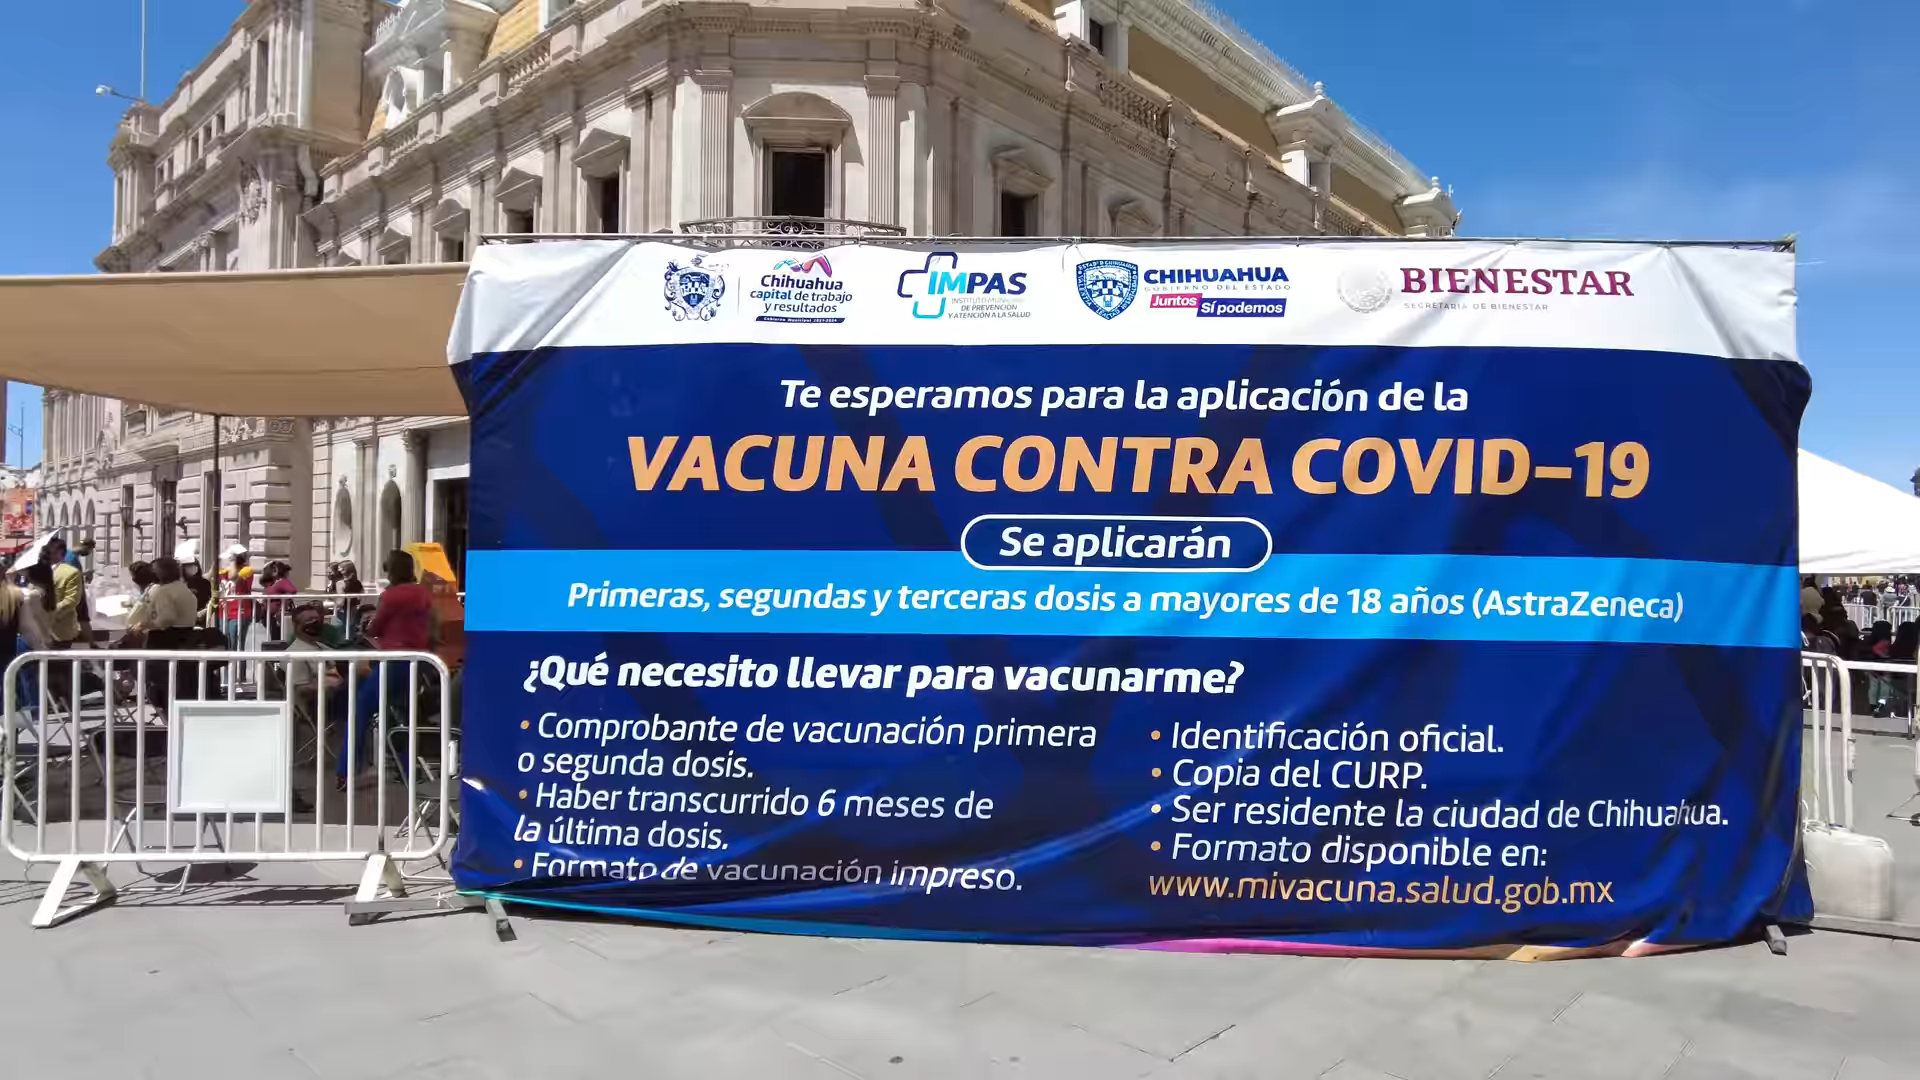 Chihuahua
capital de trabajo
y resultados
Gobierno Municipal 2021-2024
IMPAS
INSTITUTO MUNICIPAL
DE PREVENCIÓN
Y ATENCIÓN A LA SALUD
CHIHUAHUA
GOBIERNO DEL ESTADO
Juntos
Sí podemos
BIENESTAR
SECRETARÍA DE BIENESTAR
Te esperamos para la aplicación de la
VACUNA CONTRA COVID-19
Se aplicarán
Primeras, segundas y terceras dosis a mayores de 18 años (AstraZeneca)
¿Qué necesito llevar para vacunarme?
• Comprobante de vacunación primera
o segunda dosis.
• Haber transcurrido 6 meses de
la última dosis.
• Formato de vacunación impreso.
• Identificación oficial.
• Copia del CURP.
• Ser residente la ciudad de Chihuahua.
• Formato disponible en:
www.mivacuna.salud.gob.mx